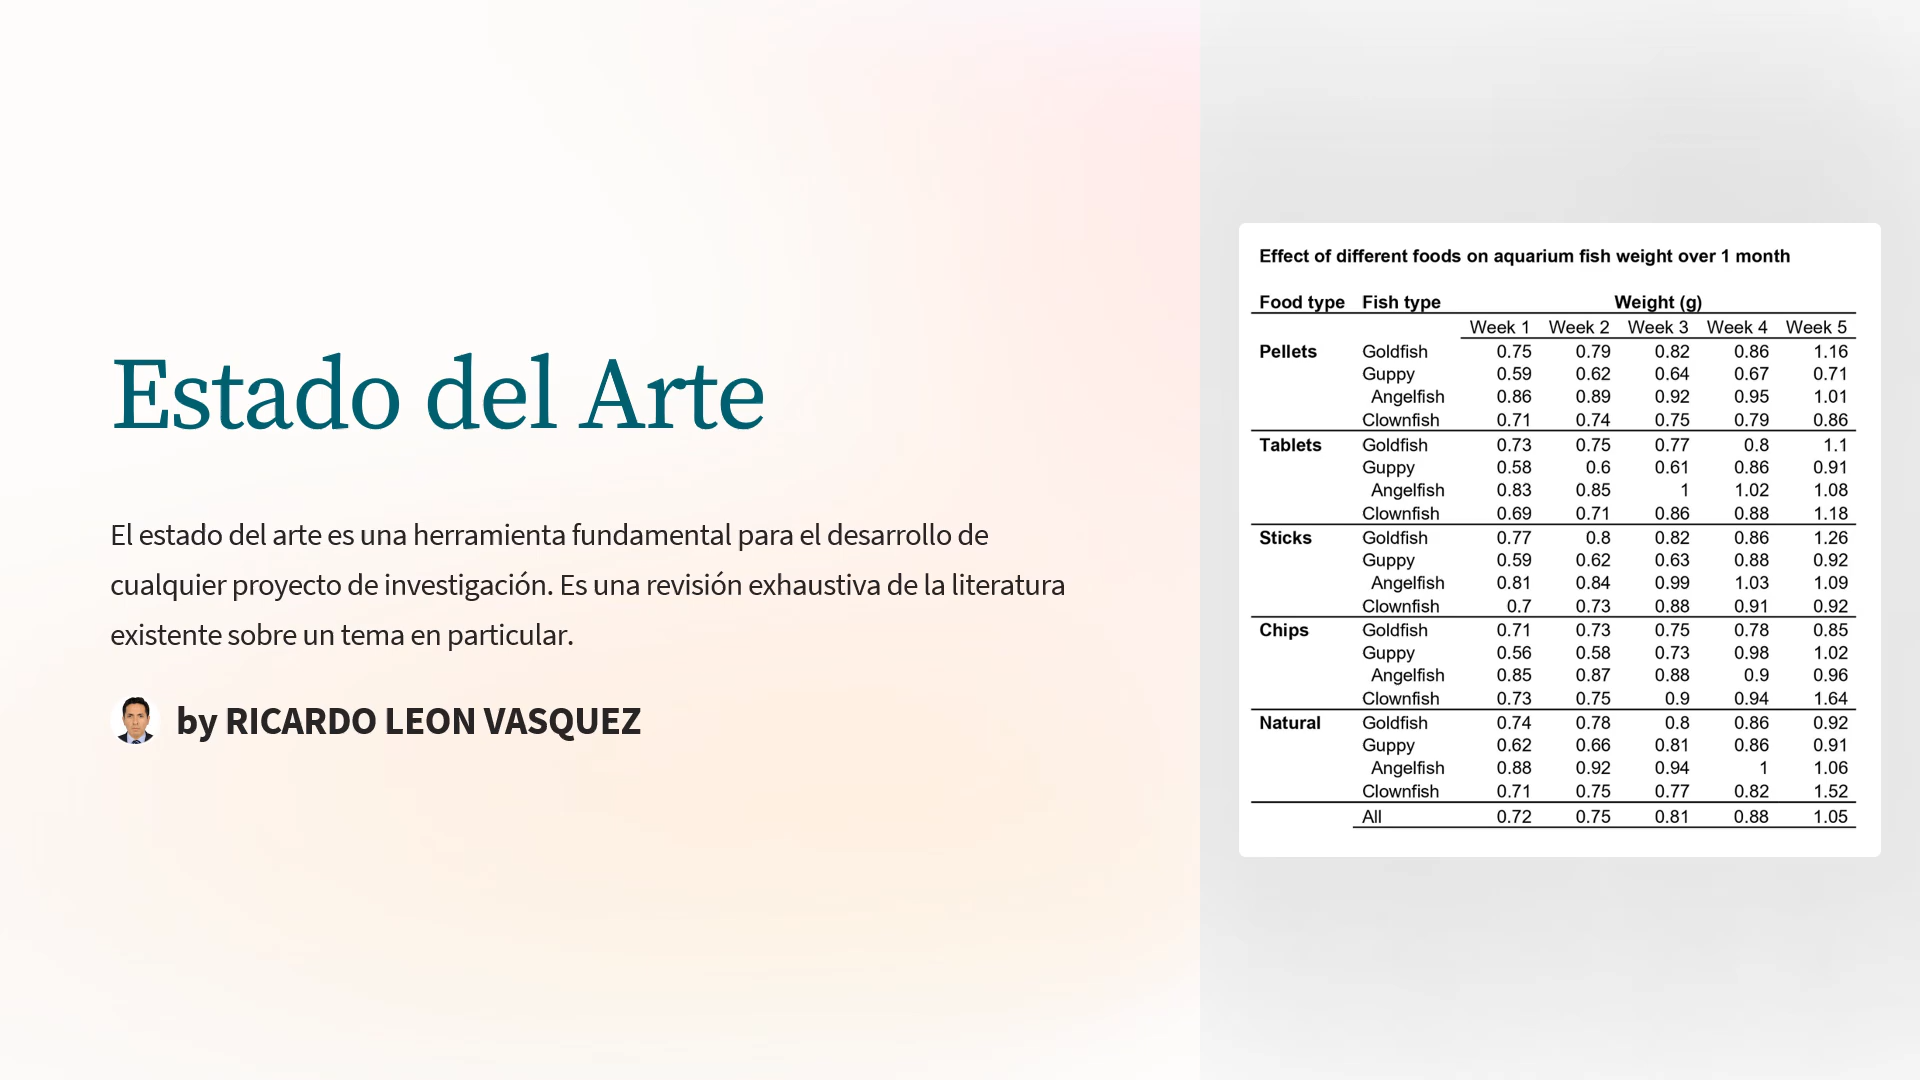 Estado del Arte
El estado del arte es una herramienta fundamental para el desarrollo de
cualquier proyecto de investigación. Es una revisión exhaustiva de la literatura
existente sobre un tema en particular.
by RICARDO LEON VASQUEZ
Effect of different foods on aquarium fish weight over 1 month
Food type Fish type Weight (g)
Week 1 Week 2 Week 3 Week 4 Week 5
Pellets Goldfish 0.75 0.79 0.82 0.86 1.16
Guppy 0.59 0.62 0.64 0.67 0.71
Angelfish 0.86 0.89 0.92 0.95 1.01
Clownfish 0.71 0.74 0.75 0.79 0.86
Tablets Goldfish 0.73 0.75 0.77 0.8 1.1
Guppy 0.58 0.6 0.61 0.86 0.91
Angelfish 0.83 0.85 1 1.02 1.08
Clownfish 0.69 0.71 0.86 0.88 1.18
Sticks Goldfish 0.77 0.8 0.82 0.86 1.26
Guppy 0.59 0.62 0.63 0.88 0.92
Angelfish 0.81 0.84 0.99 1.03 1.09
Clownfish 0.7 0.73 0.88 0.91 0.92
Chips Goldfish 0.71 0.73 0.75 0.78 0.85
Guppy 0.56 0.58 0.73 0.98 1.02
Angelfish 0.85 0.87 0.88 0.9 0.96
Clownfish 0.73 0.75 0.9 0.94 1.64
Natural Goldfish 0.74 0.78 0.8 0.86 0.92
Guppy 0.62 0.66 0.81 0.86 0.91
Angelfish 0.88 0.92 0.94 1 1.06
Clownfish 0.71 0.75 0.77 0.82 1.52
All 0.72 0.75 0.81 0.88 1.05